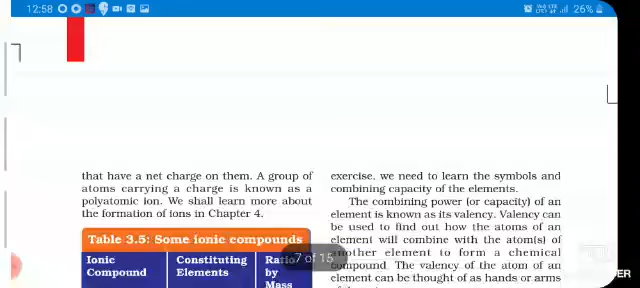 12:58
26%
that have a net charge on them. A group of
atoms carrying a charge is known as a
polyatomic ion. We shall learn more about
the formation of ions in Chapter 4.
Table 3.5: Some ionic compounds
Ionic
Compound
Constituting
Elements
Ratio
by
Mass
7 of 15
exercise, we need to learn the symbols and
combining capacity of the elements.
The combining power (or capacity) of an
element is known as its valency. Valency can
be used to find out how the atoms of an
element will combine with the atom(s) of
another element to form a chemical
compound. The valency of the atom of an
element can be thought of as hands or arms
ER